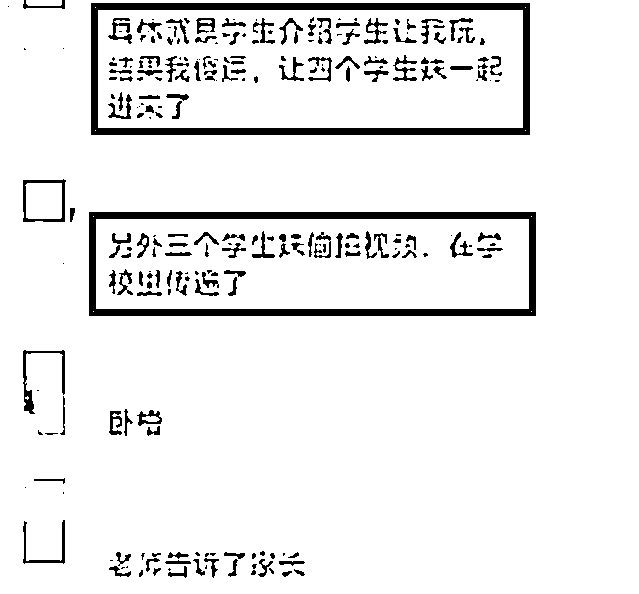 具体就是学生介绍学生让我玩,
结果我傻逼，让四个学生妹一起
进来了
另外三个学生妹偷拍视频，在学
校里传遍了
卧槽
老师告诉了家长